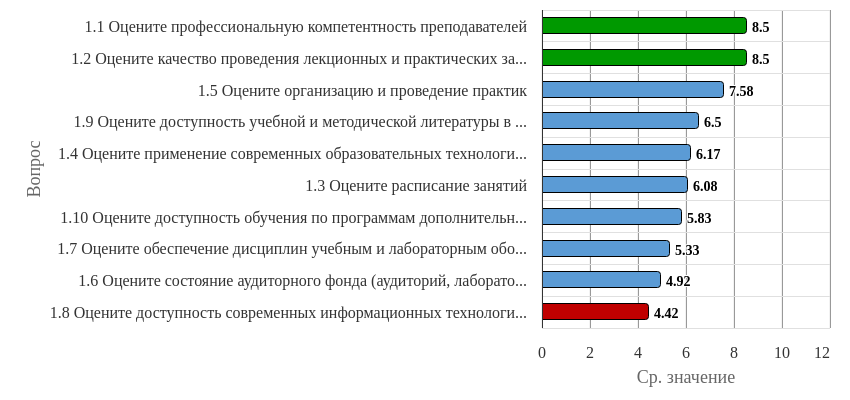 1.1 Оцените профессиональную компетентность преподавателей
8.5
1.2 Оцените качество проведения лекционных и практических за...
8.5
1.5 Оцените организацию и проведение практик
7.58
1.9 Оцените доступность учебной и методической литературы в ...
6.5
1.4 Оцените применение современных образовательных технологи...
6.17
1.3 Оцените расписание занятий
6.08
1.10 Оцените доступность обучения по программам дополнительн...
5.83
1.7 Оцените обеспечение дисциплин учебным и лабораторным обо...
5.33
1.6 Оцените состояние аудиторного фонда (аудиторий, лаборато...
4.92
1.8 Оцените доступность современных информационных технологи...
4.42
Вопрос
0 2 4 6 8 10 12
Ср. значение